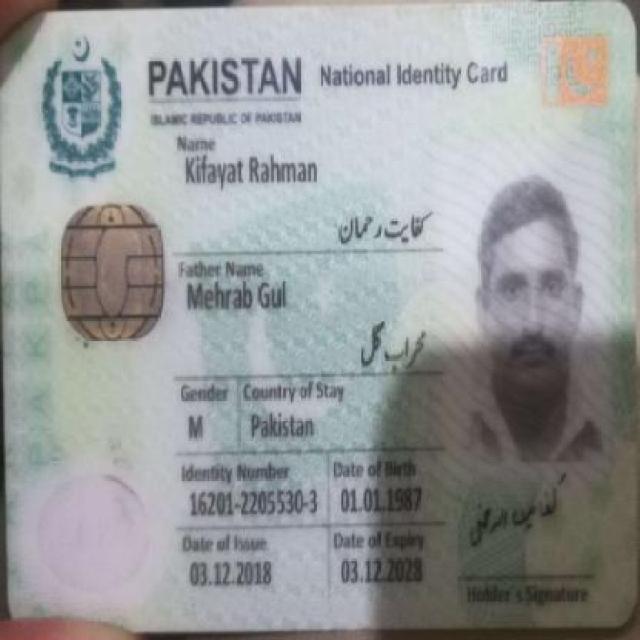 PAKISTAN National Identity Card
ISLAMIC REPUBLIC OF PAKISTAN
Name
Kifayat Rahman
کفایت رحمان
Father Name
Mehrab Gul
محراب گل
Gender Country of Stay
M Pakistan
Identity Number Date of Birth
16201-2205530-3 01.01.1987
Date of Issue Date of Expiry
03.12.2018 03.12.2028
Holder's Signature